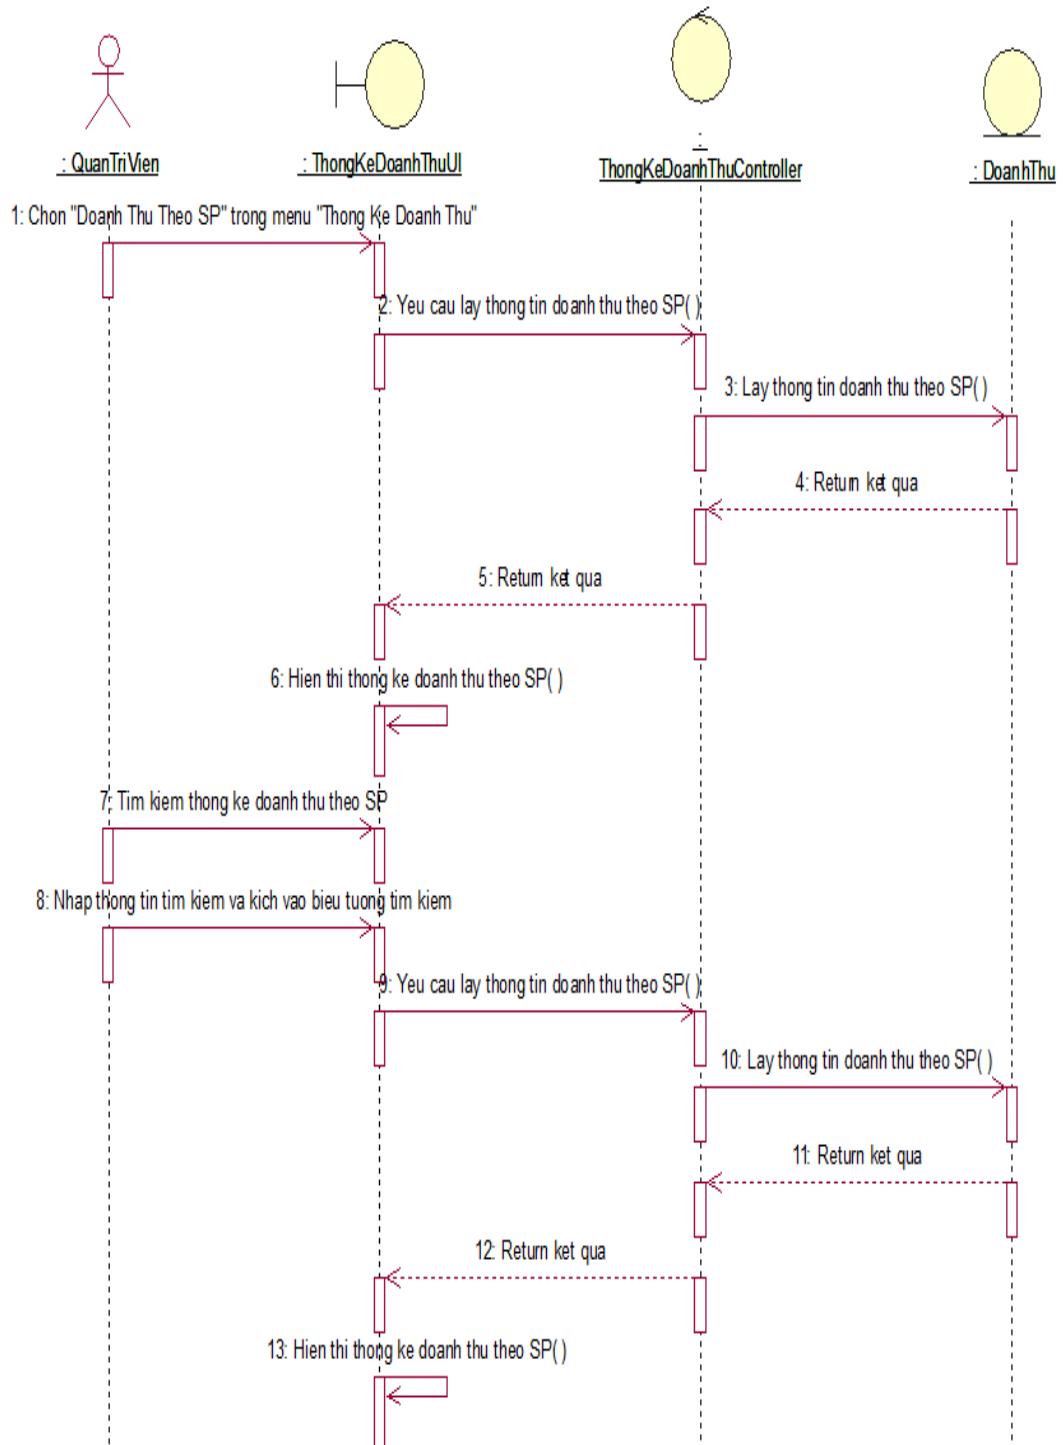 : QuanTriVien
: ThongKeDoanhThuUI
:
ThongKeDoanhThuController
: DoanhThu
1: Chon "Doanh Thu Theo SP" trong menu "Thong Ke Doanh Thu"
2: Yeu cau lay thong tin doanh thu theo SP( )
3: Lay thong tin doanh thu theo SP( )
4: Return ket qua
5: Return ket qua
6: Hien thi thong ke doanh thu theo SP( )
7: Tim kiem thong ke doanh thu theo SP
8: Nhap thong tin tim kiem va kich vao bieu tuong tim kiem
9: Yeu cau lay thong tin doanh thu theo SP( )
10: Lay thong tin doanh thu theo SP( )
11: Return ket qua
12: Return ket qua
13: Hien thi thong ke doanh thu theo SP( )